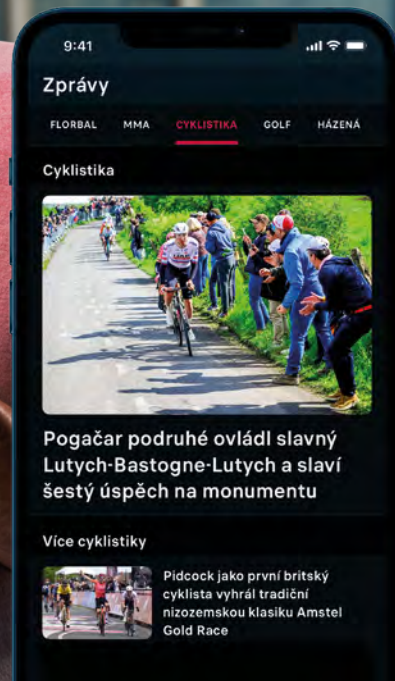 9:41
Zprávy
FLORBAL MMA CYKLISTIKA GOLF HÁZENÁ
Cyklistika
Pogačar podruhé ovládl slavný
Lutych-Bastogne-Lutych a slaví
šestý úspěch na monumentu
Více cyklistiky
Pidcock jako první britský
cyklista vyhrál tradiční
nizozemskou klasiku Amstel
Gold Race